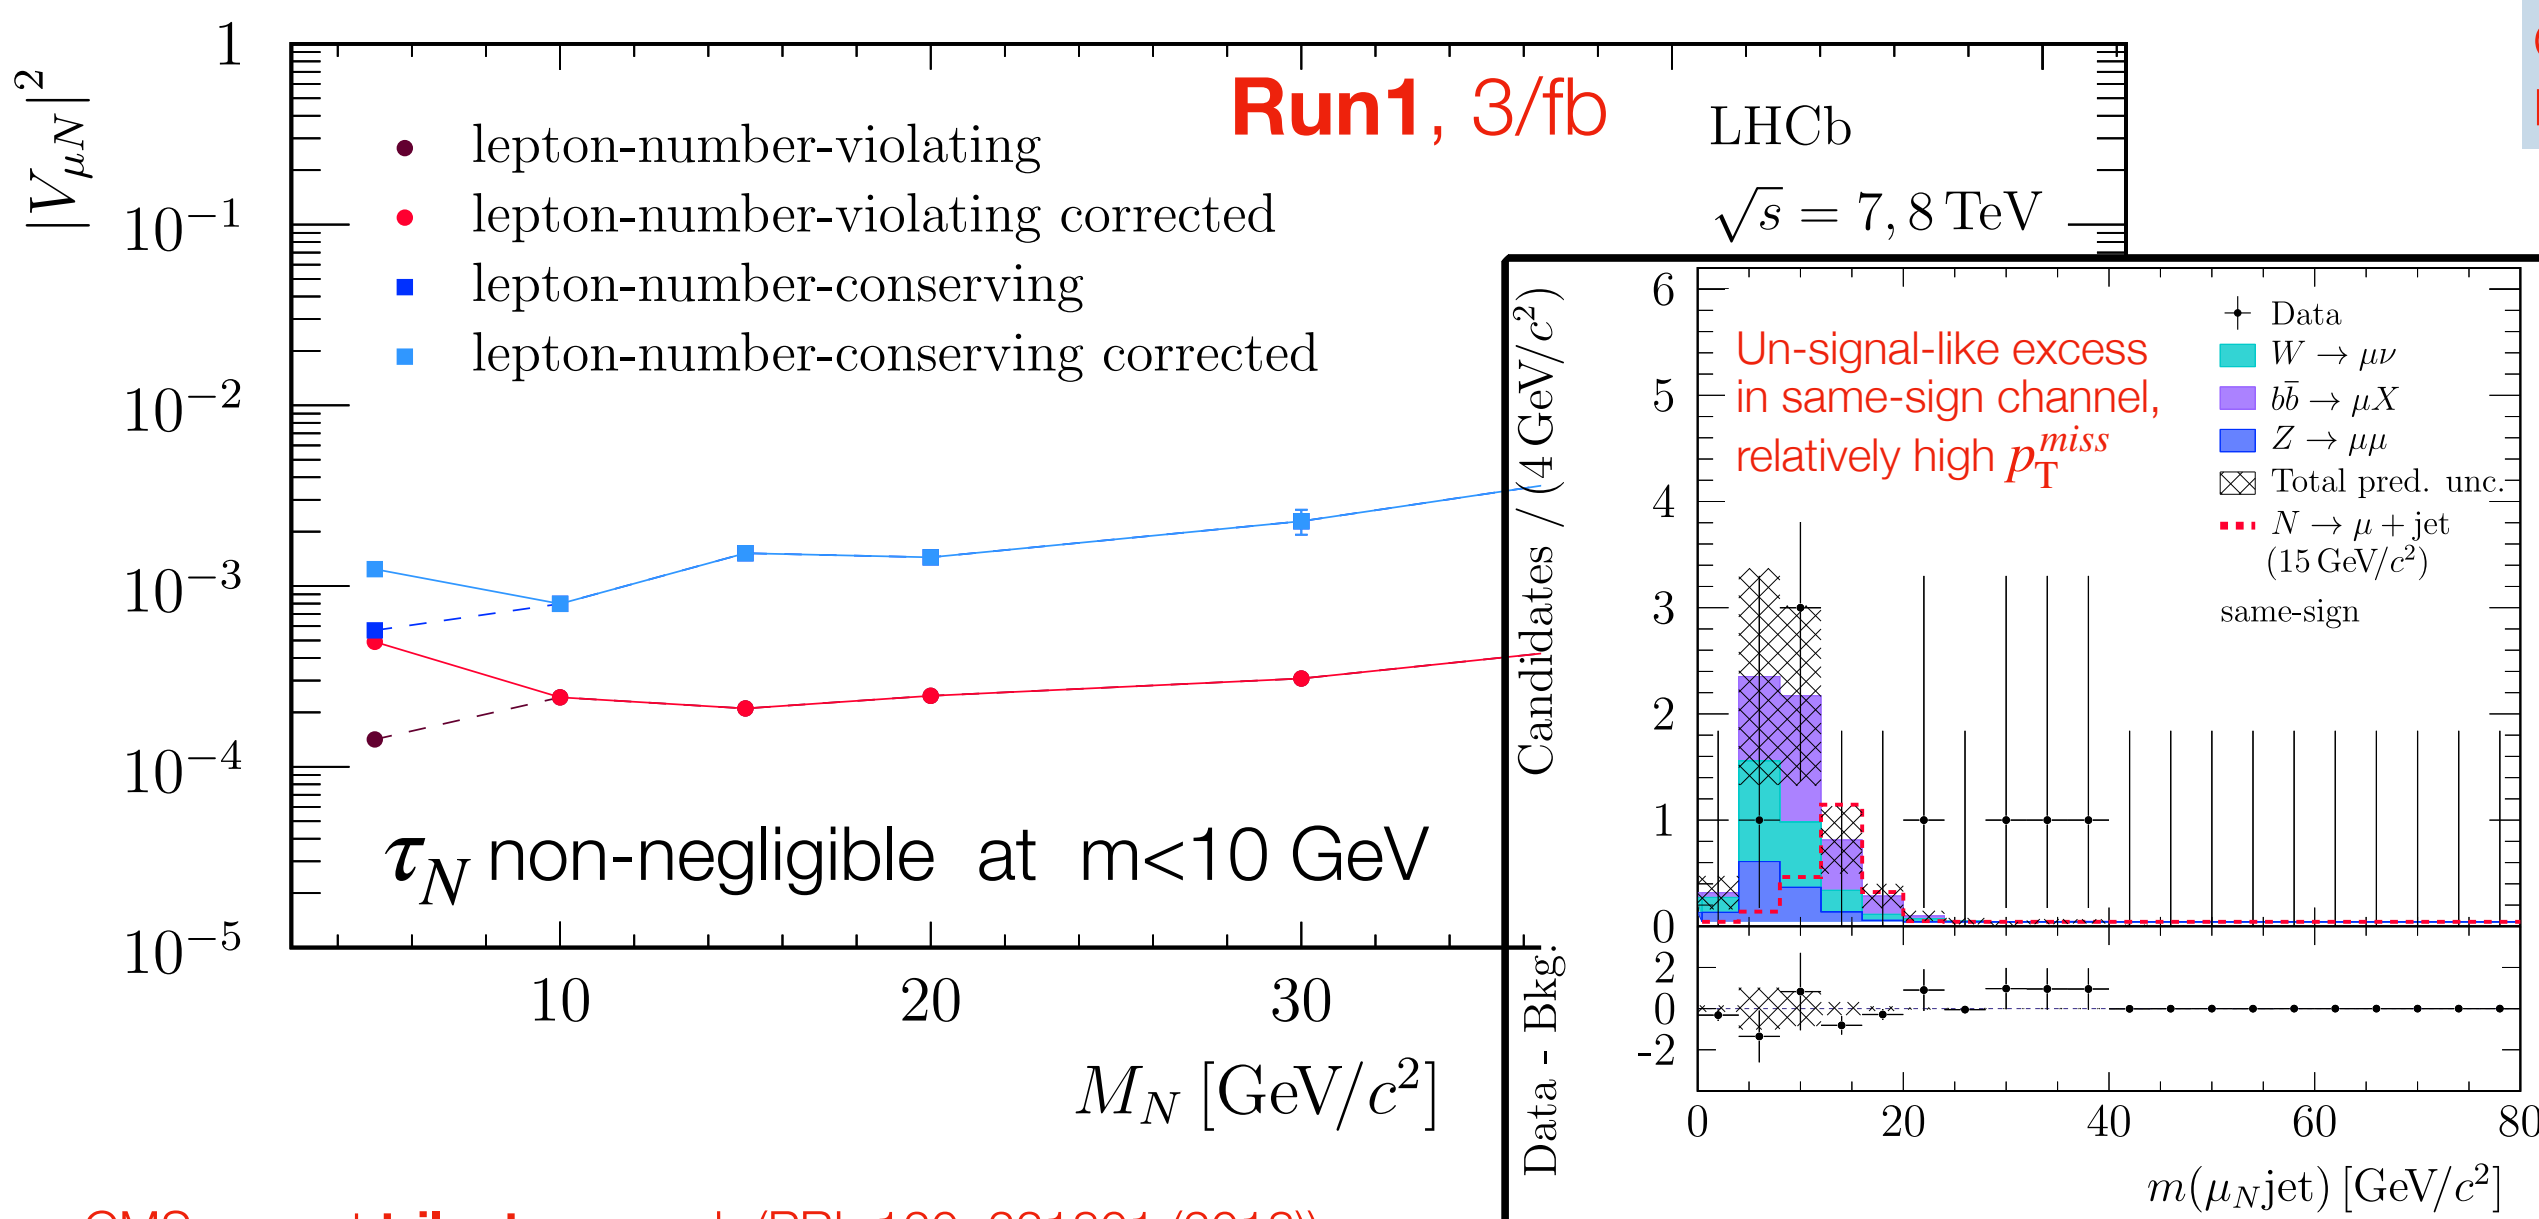 |V_{μN}|^2
1
10^{−1}
10^{−2}
10^{−3}
10^{−4}
10^{−5}
Run1, 3/fb
LHCb
√s = 7, 8 TeV
lepton-number-violating
lepton-number-violating corrected
lepton-number-conserving
lepton-number-conserving corrected
τ_N non-negligible at m<10 GeV
10
20
30
M_N [GeV/c^2]
Candidates / (4 GeV/c^2)
6
5
4
3
2
1
0
Un-signal-like excess
in same-sign channel,
relatively high p_T^{miss}
Data
W → μν
bb̄ → μX
Z → μμ
Total pred. unc.
N → μ + jet
(15 GeV/c^2)
same-sign
Data - Bkg.
2
0
-2
0
20
40
60
80
m(μ_N jet) [GeV/c^2]